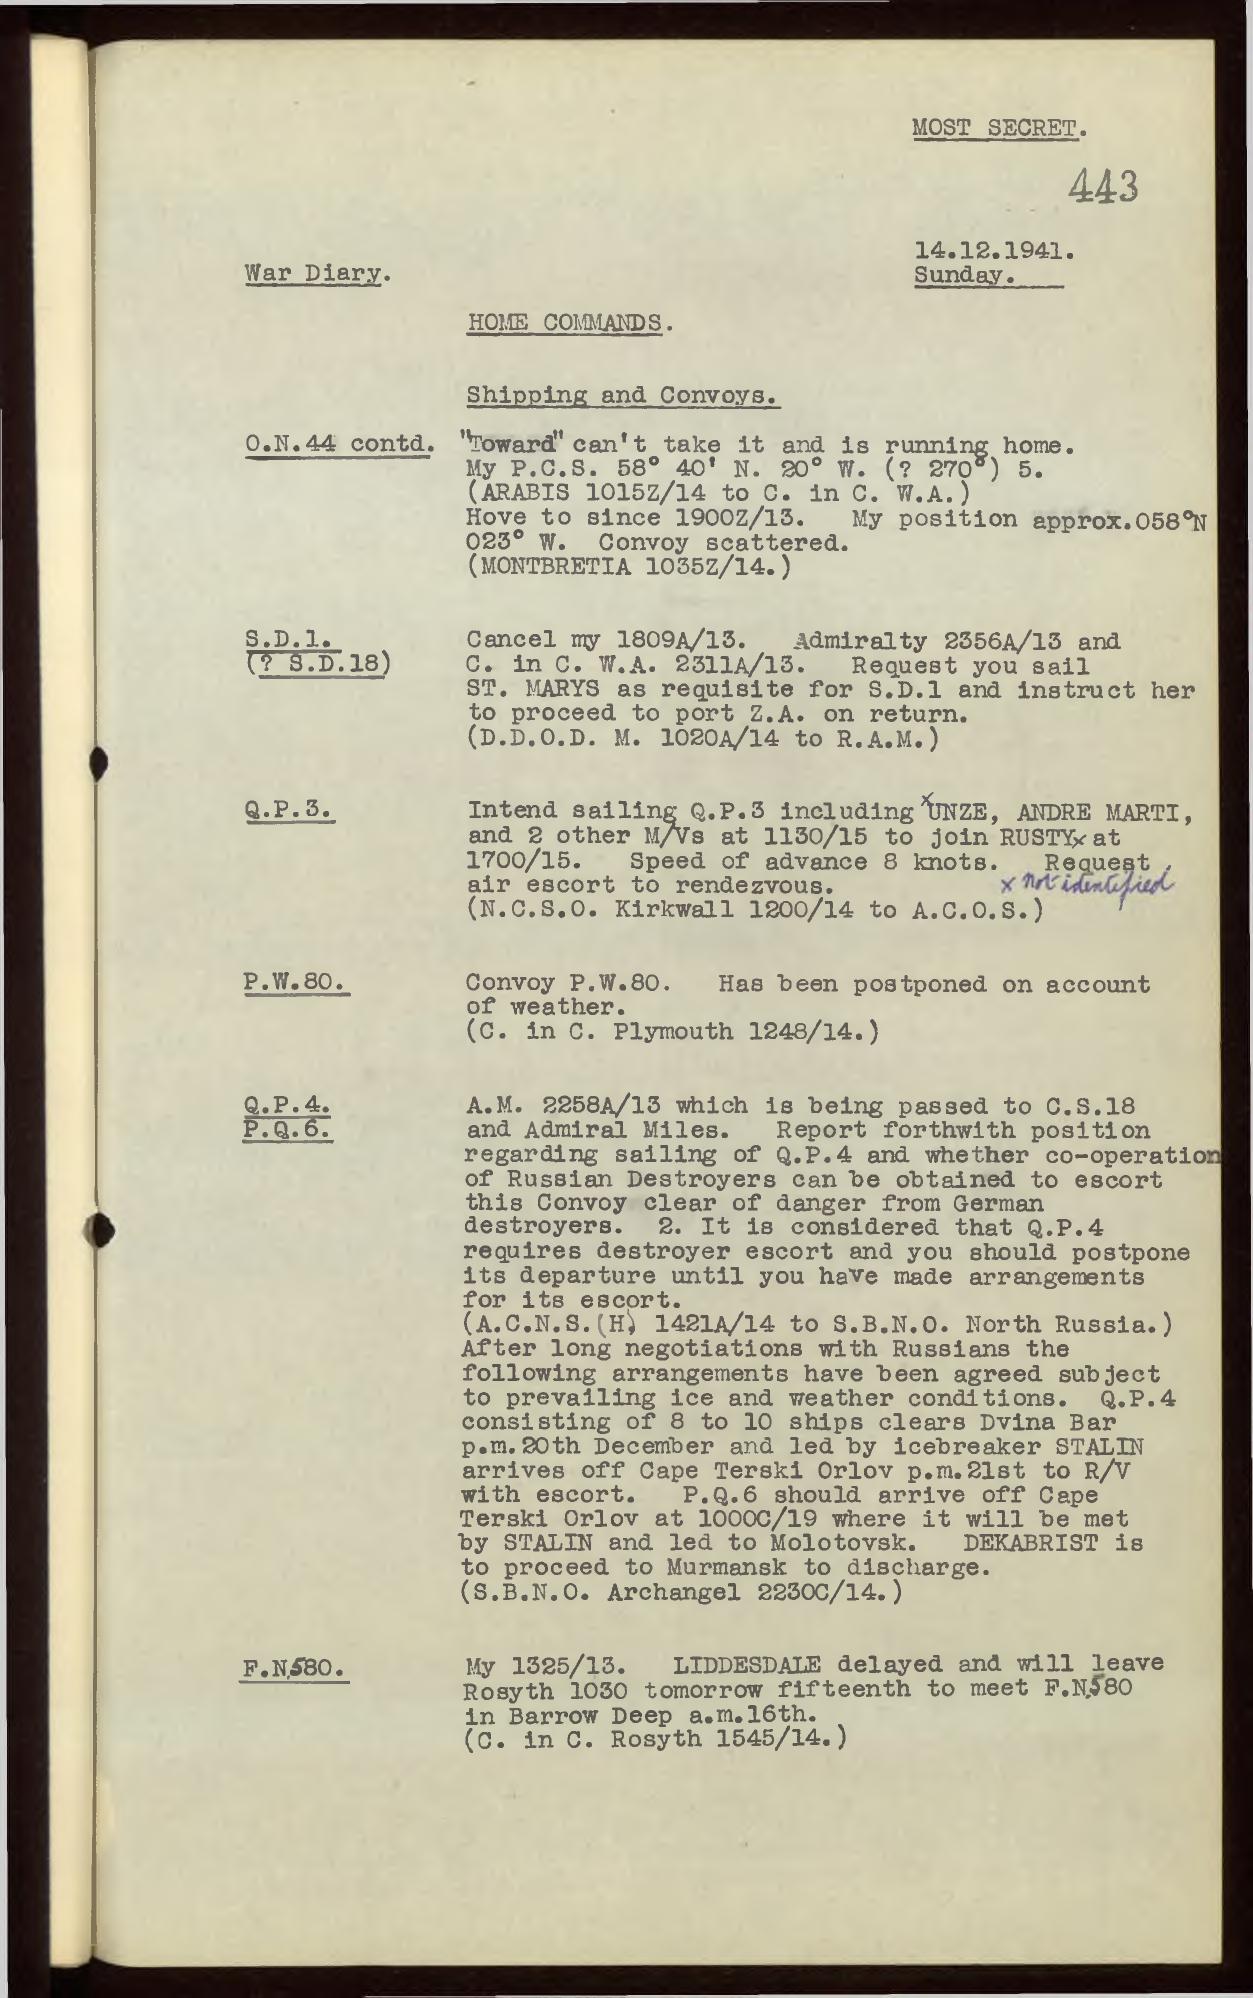 MOST SECRET.
443
14.12.1941.
War Diary.
Sunday.
HOME COMMANDS.
Shipping and Convoys.
O.N.44 contd. "Toward" can't take it and is running home.
My P.C.S. 58° 40' N. 20° W. (? 270°) 5.
(ARABIS 1015Z/14 to C. in C. W.A.)
Hove to since 1900Z/13. My position approx.058°N
023° W. Convoy scattered.
(MONTBRETIA 1035Z/14.)
S.D.1. Cancel my 1809A/13. Admiralty 2356A/13 and
(? S.D.18) C. in C. W.A. 2311A/13. Request you sail
ST. MARYS as requisite for S.D.1 and instruct her
to proceed to port Z.A. on return.
(D.D.O.D. M. 1020A/14 to R.A.M.)
Q.P.3. Intend sailing Q.P.3 including xUNZE, ANDRE MARTI,
and 2 other M/Vs at 1130/15 to join RUSTYx at
1700/15. Speed of advance 8 knots. Request
air escort to rendezvous. x not identified
(N.C.S.O. Kirkwall 1200/14 to A.C.O.S.)
P.W.80. Convoy P.W.80. Has been postponed on account
of weather.
(C. in C. Plymouth 1248/14.)
Q.P.4. A.M. 2258A/13 which is being passed to C.S.18
P.Q.6. and Admiral Miles. Report forthwith position
regarding sailing of Q.P.4 and whether co-operation
of Russian Destroyers can be obtained to escort
this Convoy clear of danger from German
destroyers. 2. It is considered that Q.P.4
requires destroyer escort and you should postpone
its departure until you have made arrangements
for its escort.
(A.C.N.S.(H) 1421A/14 to S.B.N.O. North Russia.)
After long negotiations with Russians the
following arrangements have been agreed subject
to prevailing ice and weather conditions. Q.P.4
consisting of 8 to 10 ships clears Dvina Bar
p.m.20th December and led by icebreaker STALIN
arrives off Cape Terski Orlov p.m.21st to R/V
with escort. P.Q.6 should arrive off Cape
Terski Orlov at 1000C/19 where it will be met
by STALIN and led to Molotovsk. DEKABRIST is
to proceed to Murmansk to discharge.
(S.B.N.O. Archangel 2230C/14.)
F.N.580. My 1325/13. LIDDESDALE delayed and will leave
Rosyth 1030 tomorrow fifteenth to meet F.N.580
in Barrow Deep a.m.16th.
(C. in C. Rosyth 1545/14.)